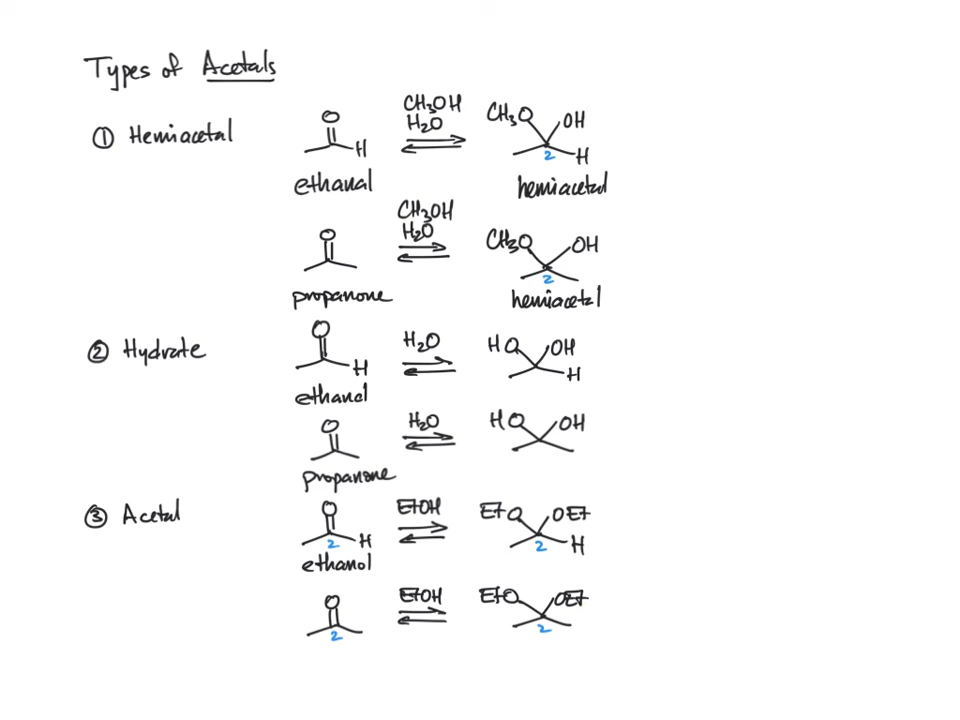 Types of Acetals
① Hemiacetal
O
H
CH₃OH
H₂O
CH₃O
OH
2
H
ethanal
hemiacetal
O
CH₃OH
H₂O
CH₃O
OH
2
propanone
hemiacetal
② Hydrate
O
H
H₂O
HO
OH
H
ethanal
O
H₂O
HO
OH
propanone
③ Acetal
O
2
H
EtOH
EtO
OEt
2
H
ethanol
O
2
EtOH
EtO
OEt
2